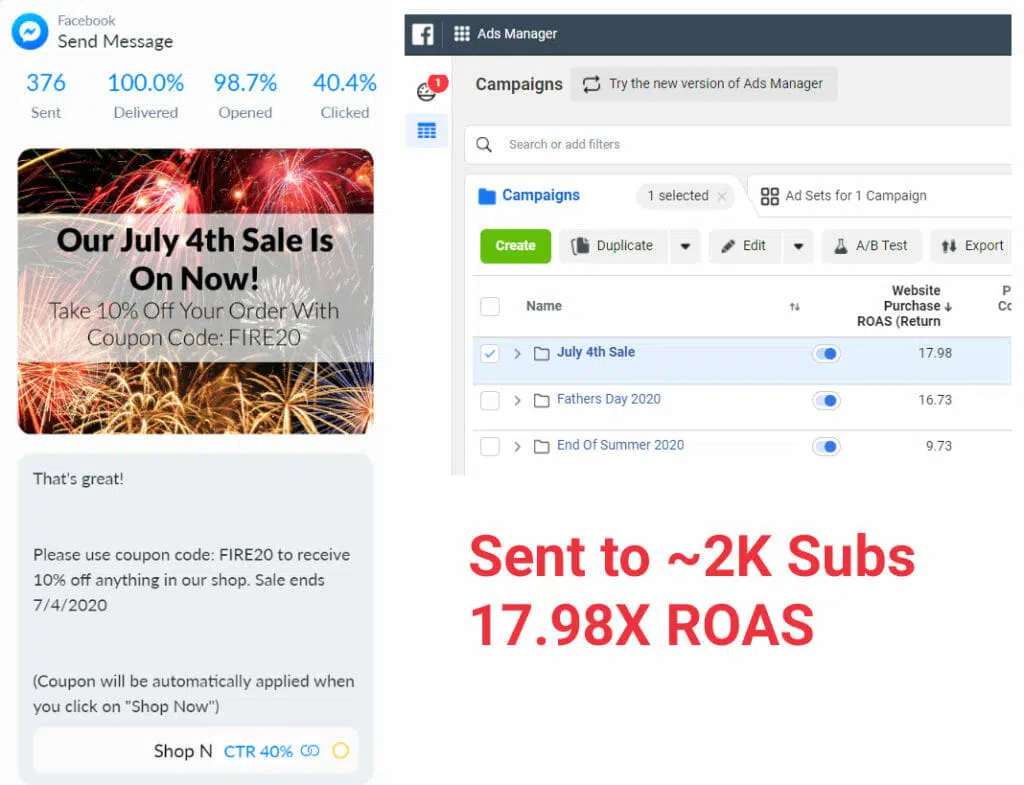 Facebook
Send Message
376 100.0% 98.7% 40.4%
Sent Delivered Opened Clicked
Our July 4th Sale Is
On Now!
Take 10% Off Your Order With
Coupon Code: FIRE20
That's great!
Please use coupon code: FIRE20 to receive
10% off anything in our shop. Sale ends
7/4/2020
(Coupon will be automatically applied when
you click on "Shop Now")
Shop N CTR 40%
Ads Manager
1
Campaigns Try the new version of Ads Manager
Search or add filters
Campaigns 1 selected × Ad Sets for 1 Campaign
Create Duplicate Edit A/B Test Export
Name
Website
Purchase ↓
ROAS (Return
P
Co
July 4th Sale 17.98
Fathers Day 2020 16.73
End Of Summer 2020 9.73
Sent to ~2K Subs
17.98X ROAS